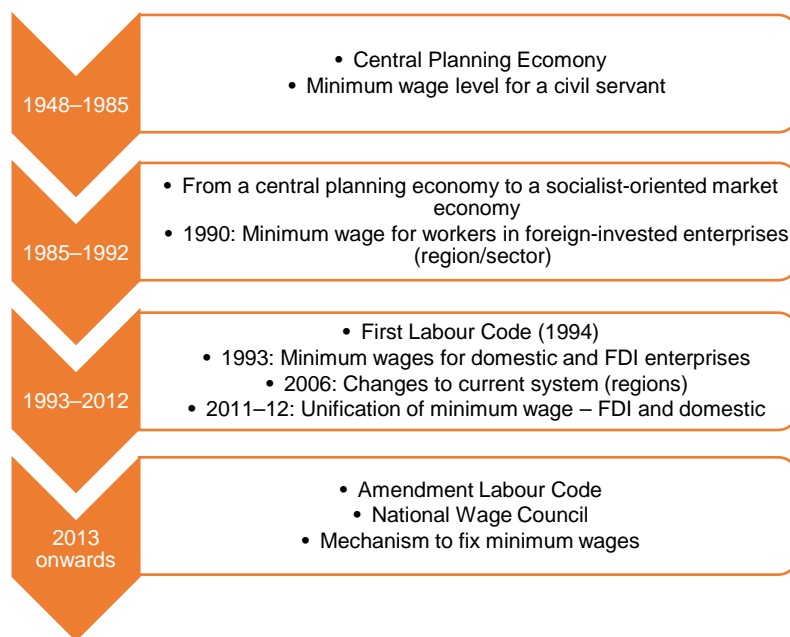 1948–1985
• Central Planning Ecomony
• Minimum wage level for a civil servant
1985–1992
• From a central planning economy to a socialist-oriented market
economy
• 1990: Minimum wage for workers in foreign-invested enterprises
(region/sector)
1993–2012
• First Labour Code (1994)
• 1993: Minimum wages for domestic and FDI enterprises
• 2006: Changes to current system (regions)
• 2011–12: Unification of minimum wage – FDI and domestic
2013
onwards
• Amendment Labour Code
• National Wage Council
• Mechanism to fix minimum wages